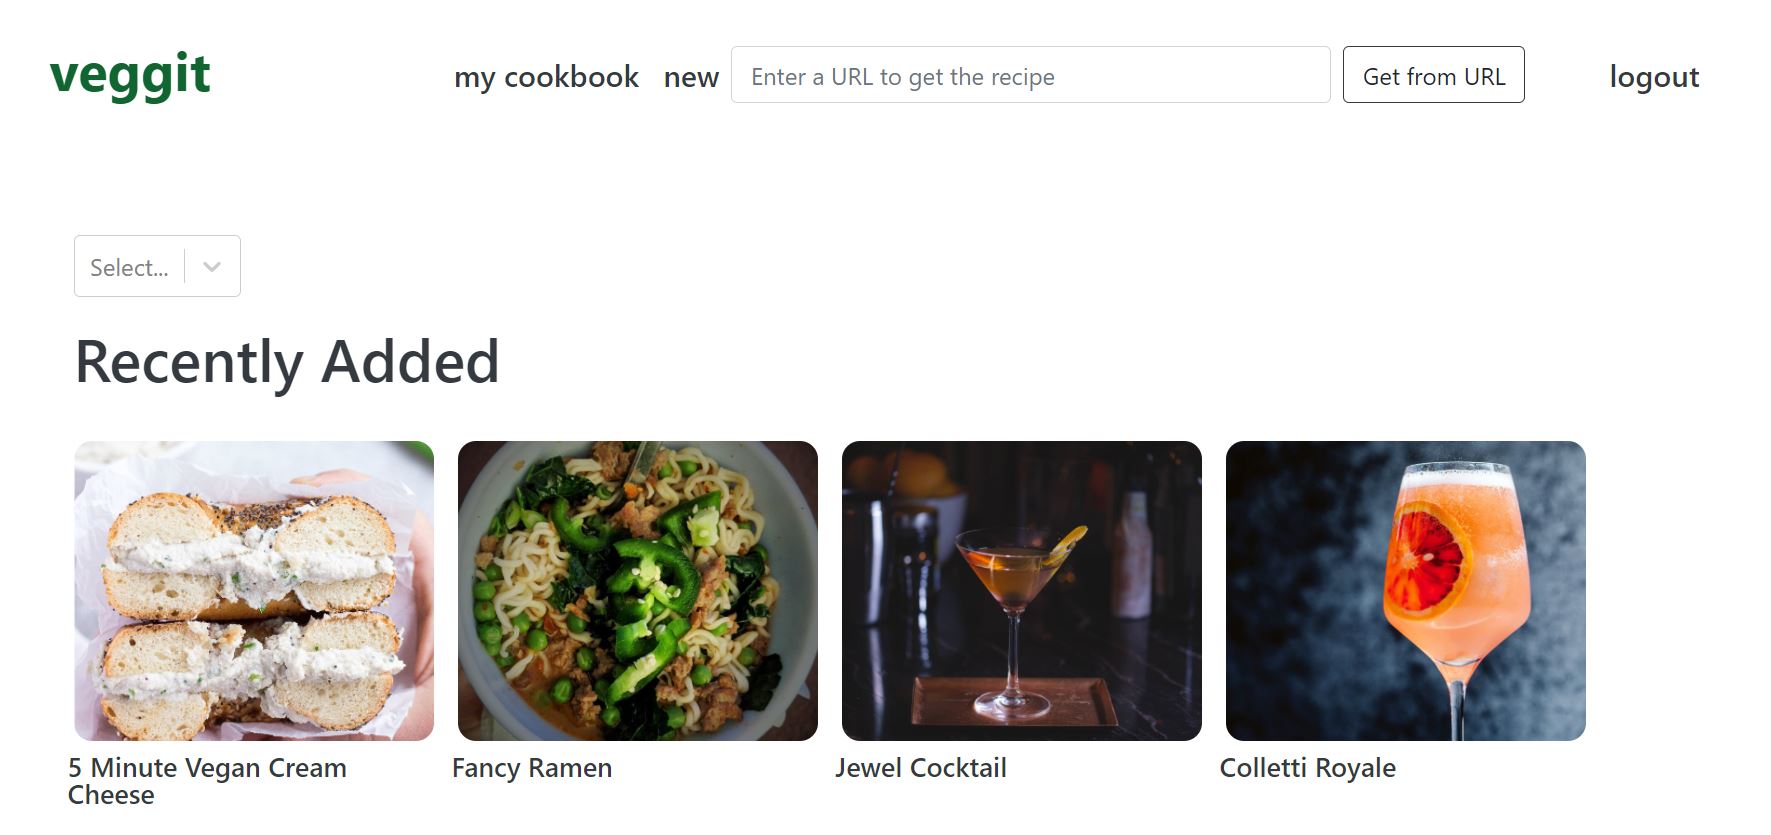 veggit
my cookbook new Enter a URL to get the recipe Get from URL logout
Select...
Recently Added
5 Minute Vegan Cream
Cheese
Fancy Ramen
Jewel Cocktail
Colletti Royale